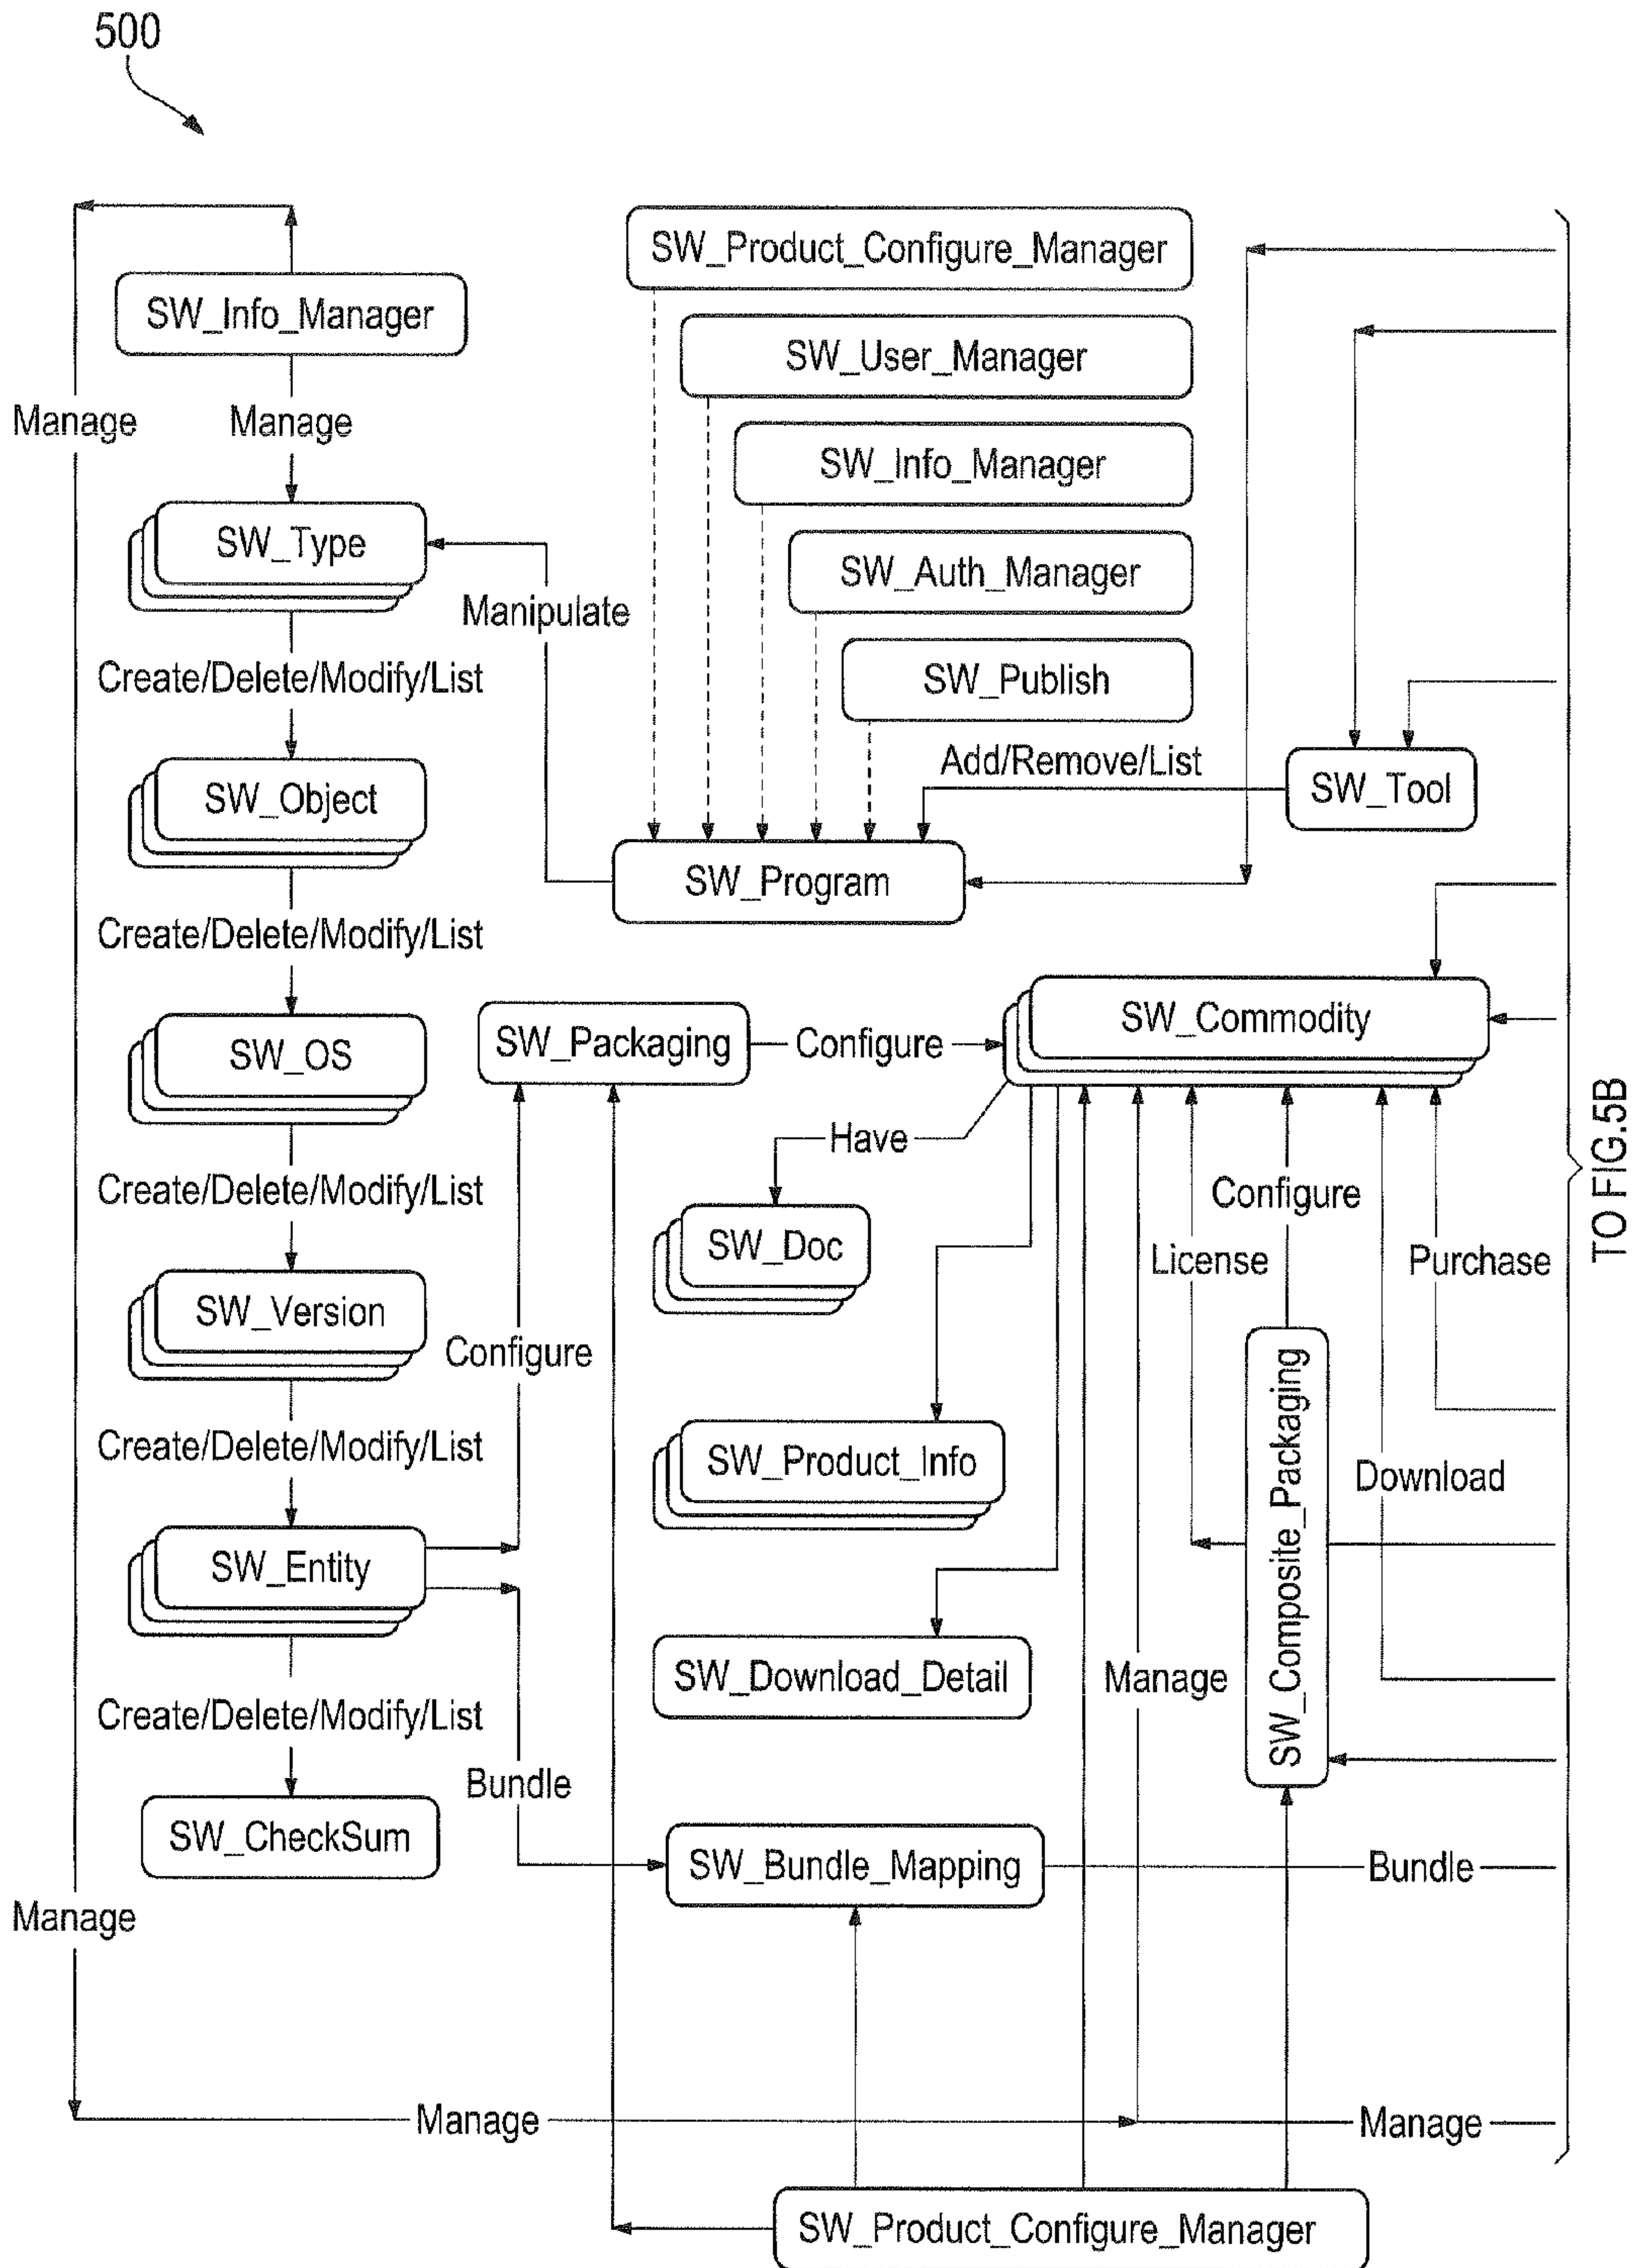 500
SW_Product_Configure_Manager
SW_Info_Manager
SW_User_Manager
Manage
Manage
SW_Info_Manager
SW_Type
SW_Auth_Manager
Manipulate
Create/Delete/Modify/List
SW_Publish
Add/Remove/List
SW_Object
SW_Tool
SW_Program
Create/Delete/Modify/List
SW_OS
SW_Packaging
Configure
SW_Commodity
Have
Create/Delete/Modify/List
Configure
SW_Doc
License
Purchase
TO FIG.5B
SW_Version
Configure
SW_Composite_Packaging
Create/Delete/Modify/List
SW_Product_Info
Download
SW_Entity
SW_Download_Detail
Manage
Create/Delete/Modify/List
Bundle
SW_CheckSum
SW_Bundle_Mapping
Bundle
Manage
Manage
Manage
SW_Product_Configure_Manager